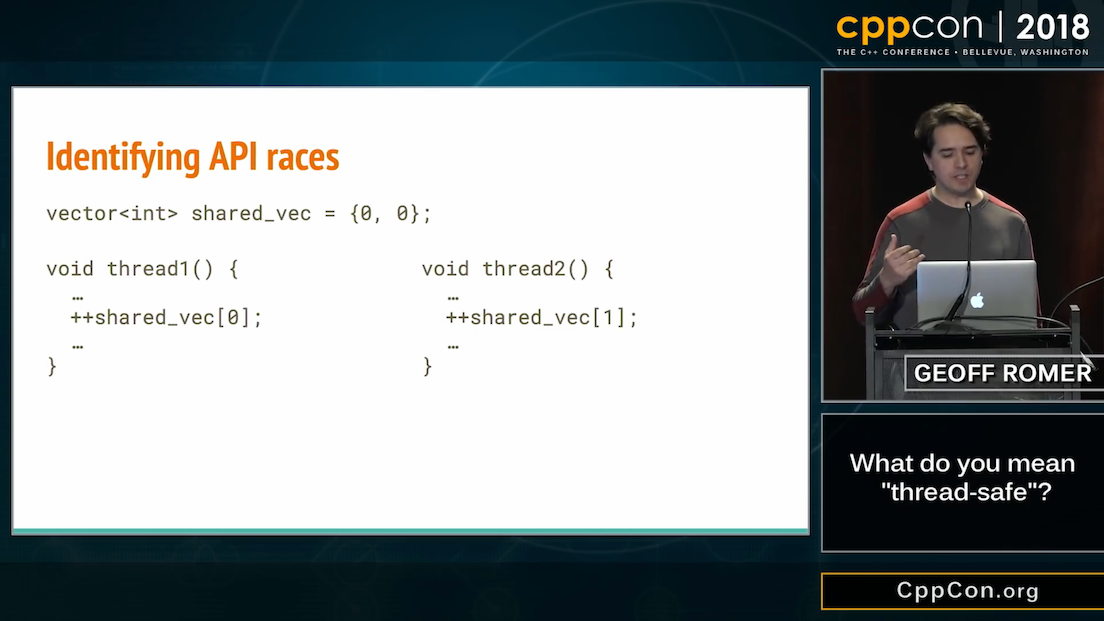 cppcon | 2018
THE C++ CONFERENCE • BELLEVUE, WASHINGTON
Identifying API races
vector<int> shared_vec = {0, 0};
void thread1() {
…
++shared_vec[0];
…
}
void thread2() {
…
++shared_vec[1];
…
}
GEOFF ROMER
What do you mean
"thread-safe"?
CppCon.org